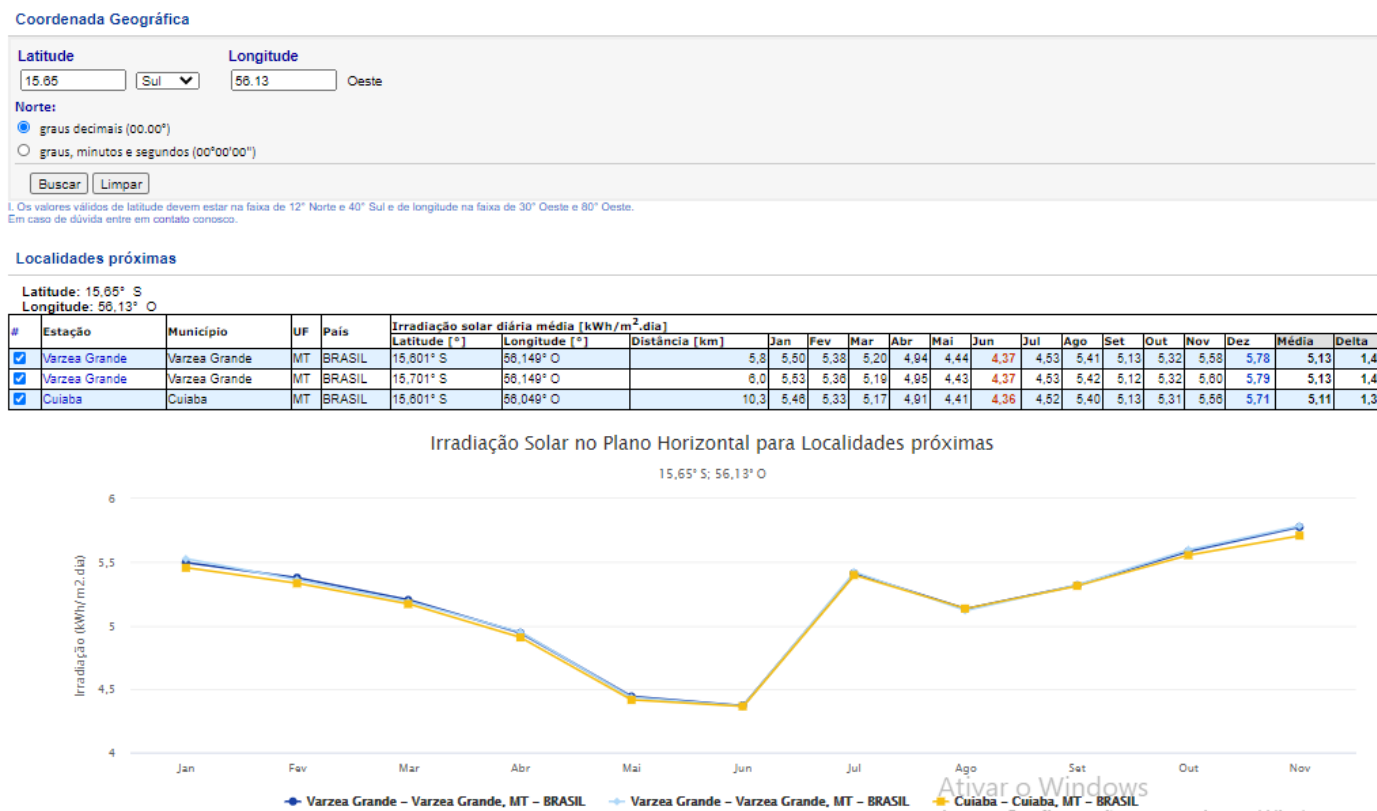 Coordenada Geográfica
Latitude Longitude
15.65 Sul 56.13 Oeste
Norte:
graus decimais (00.00°)
graus, minutos e segundos (00°00'00")
Buscar Limpar
I. Os valores válidos de latitude devem estar na faixa de 12° Norte e 40° Sul e de longitude na faixa de 30° Oeste e 80° Oeste.
Em caso de dúvida entre em contato conosco.
Localidades próximas
Latitude: 15,65° S
Longitude: 56,13° O
# Estação Município UF País Irradiação solar diária média [kWh/m².dia]
Latitude [°] Longitude [°] Distância [km] Jan Fev Mar Abr Mai Jun Jul Ago Set Out Nov Dez Média Delta
Varzea Grande Varzea Grande MT BRASIL 15,601° S 56,149° O 5,8 5,50 5,38 5,20 4,94 4,44 4,37 4,53 5,41 5,13 5,32 5,58 5,78 5,13 1,4
Varzea Grande Varzea Grande MT BRASIL 15,701° S 56,149° O 6,0 5,53 5,36 5,19 4,95 4,43 4,37 4,53 5,42 5,12 5,32 5,60 5,79 5,13 1,4
Cuiaba Cuiaba MT BRASIL 15,601° S 56,049° O 10,3 5,46 5,33 5,17 4,91 4,41 4,36 4,52 5,40 5,13 5,31 5,56 5,71 5,11 1,3
Irradiação Solar no Plano Horizontal para Localidades próximas
15,65° S; 56,13° O
Irradiação (kWh/m2.dia)
6
5,5
5
4,5
4
Jan Fev Mar Abr Mai Jun Jul Ago Set Out Nov
Ativar o Windows
Varzea Grande – Varzea Grande, MT – BRASIL Varzea Grande – Varzea Grande, MT – BRASIL Cuiaba – Cuiaba, MT – BRASIL